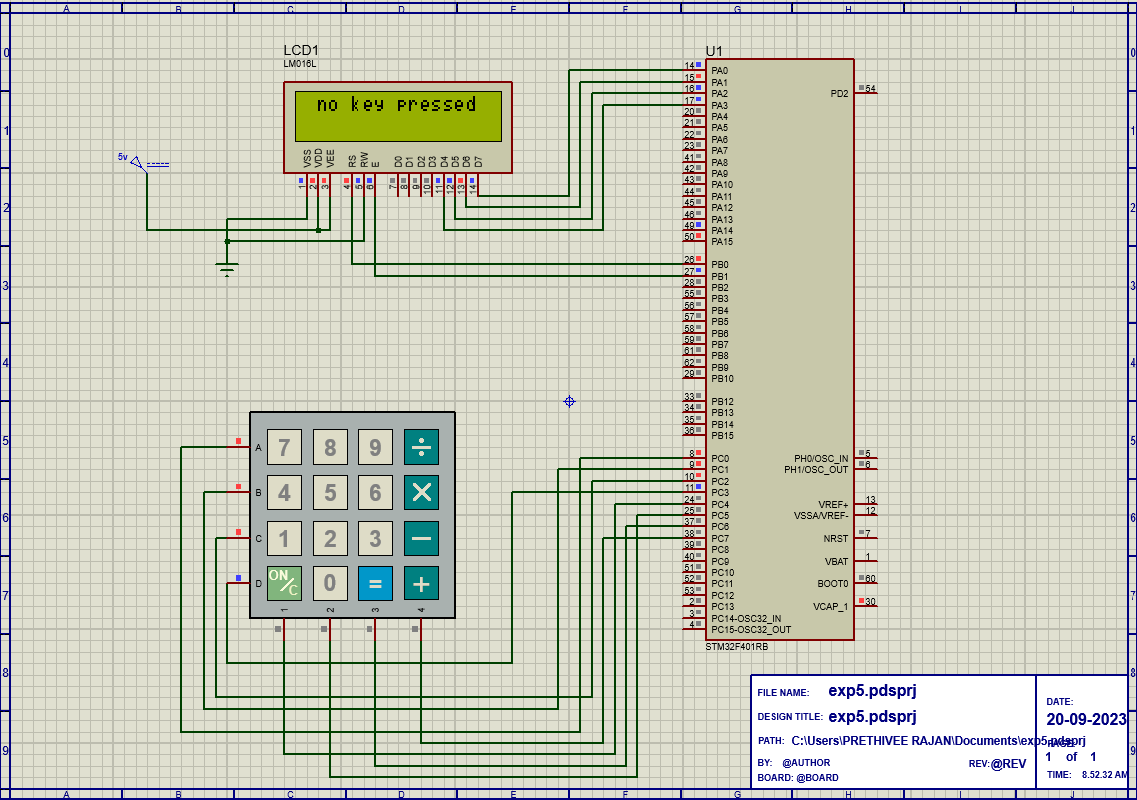 A B C D E F G H I J
0
1
2
3
4
5
6
7
8
9
LCD1
LM016L
no key pressed
VSS VDD VEE RS RW E D0 D1 D2 D3 D4 D5 D6 D7
1 2 3 4 5 6 7 8 9 10 11 12 13 14
5v
U1
14 PA0
15 PA1
16 PA2
17 PA3
20 PA4
21 PA5
22 PA6
23 PA7
41 PA8
42 PA9
43 PA10
44 PA11
45 PA12
46 PA13
49 PA14
50 PA15
26 PB0
27 PB1
28 PB2
55 PB3
56 PB4
57 PB5
58 PB6
59 PB7
61 PB8
62 PB9
29 PB10
33 PB12
34 PB13
35 PB14
36 PB15
8 PC0
9 PC1
10 PC2
11 PC3
24 PC4
25 PC5
37 PC6
38 PC7
39 PC8
40 PC9
51 PC10
52 PC11
53 PC12
2 PC13
3 PC14-OSC32_IN
4 PC15-OSC32_OUT
PD2 54
PH0/OSC_IN 5
PH1/OSC_OUT 6
VREF+ 13
VSSA/VREF- 12
NRST 7
VBAT 1
BOOT0 60
VCAP_1 30
STM32F401RB
A 7 8 9 ÷
B 4 5 6 ×
C 1 2 3 −
D ON/C 0 = +
1 2 3 4
FILE NAME: exp5.pdsprj
DESIGN TITLE: exp5.pdsprj
PATH: C:\Users\PRETHIVEE RAJAN\Documents\exp5.pdsprj
BY: @AUTHOR REV:@REV
BOARD: @BOARD
DATE:
20-09-2023
PAGE:
1 of 1
TIME: 8.52.32 AM
0
1
2
3
4
5
6
7
8
9
A B C D E F G H I J